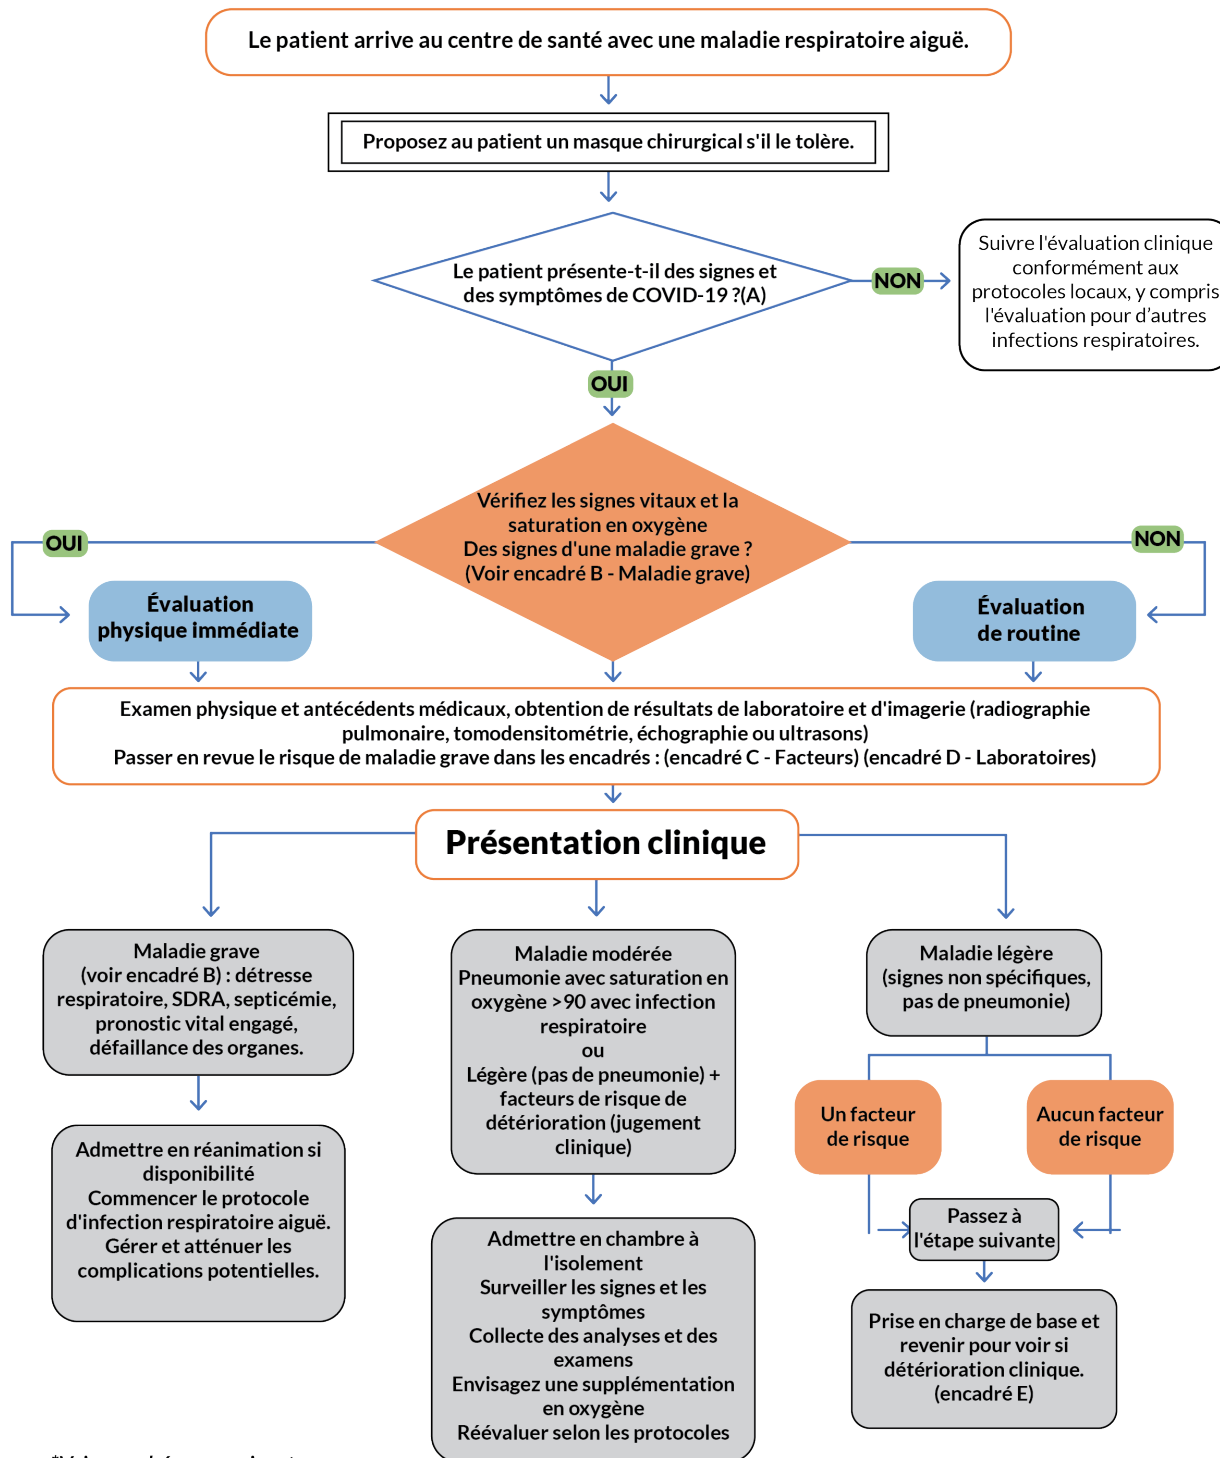 Le patient arrive au centre de santé avec une maladie respiratoire aiguë.
Proposez au patient un masque chirurgical s'il le tolère.
Le patient présente-t-il des signes et
des symptômes de COVID-19 ?(A)
NON
Suivre l'évaluation clinique
conformément aux
protocoles locaux, y compris
l'évaluation pour d’autres
infections respiratoires.
OUI
Vérifiez les signes vitaux et la
saturation en oxygène
Des signes d'une maladie grave ?
(Voir encadré B - Maladie grave)
OUI
NON
Évaluation
physique immédiate
Évaluation
de routine
Examen physique et antécédents médicaux, obtention de résultats de laboratoire et d'imagerie (radiographie
pulmonaire, tomodensitométrie, échographie ou ultrasons)
Passer en revue le risque de maladie grave dans les encadrés : (encadré C - Facteurs) (encadré D - Laboratoires)
Présentation clinique
Maladie grave
(voir encadré B) : détresse
respiratoire, SDRA, septicémie,
pronostic vital engagé,
défaillance des organes.
Admettre en réanimation si
disponibilité
Commencer le protocole
d'infection respiratoire aiguë.
Gérer et atténuer les
complications potentielles.
Maladie modérée
Pneumonie avec saturation en
oxygène >90 avec infection
respiratoire
ou
Légère (pas de pneumonie) +
facteurs de risque de
détérioration (jugement
clinique)
Admettre en chambre à
l'isolement
Surveiller les signes et les
symptômes
Collecte des analyses et des
examens
Envisagez une supplémentation
en oxygène
Réévaluer selon les protocoles
Maladie légère
(signes non spécifiques,
pas de pneumonie)
Un facteur
de risque
Aucun facteur
de risque
Passez à
l'étape suivante
Prise en charge de base et
revenir pour voir si
détérioration clinique.
(encadré E)